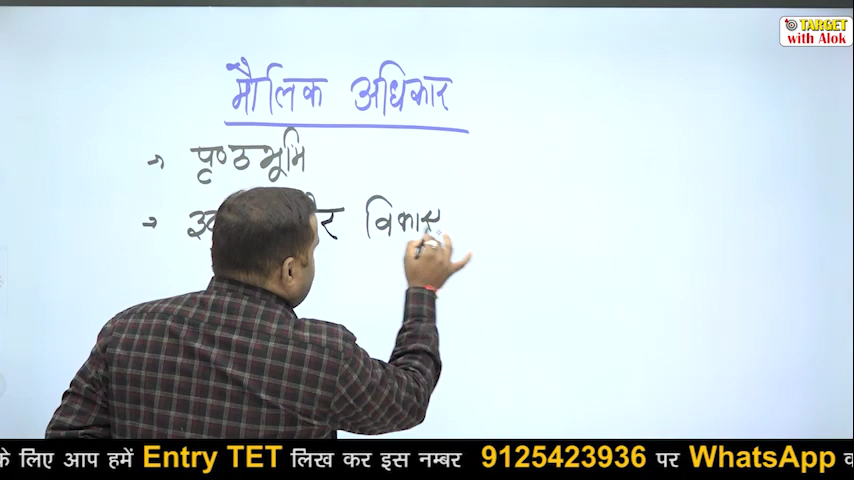 TARGET
with Alok
मौलिक अधिकार
→ पृष्ठभूमि
→ विकास
के लिए आप हमें Entry TET लिख कर इस नम्बर 9125423936 पर WhatsApp